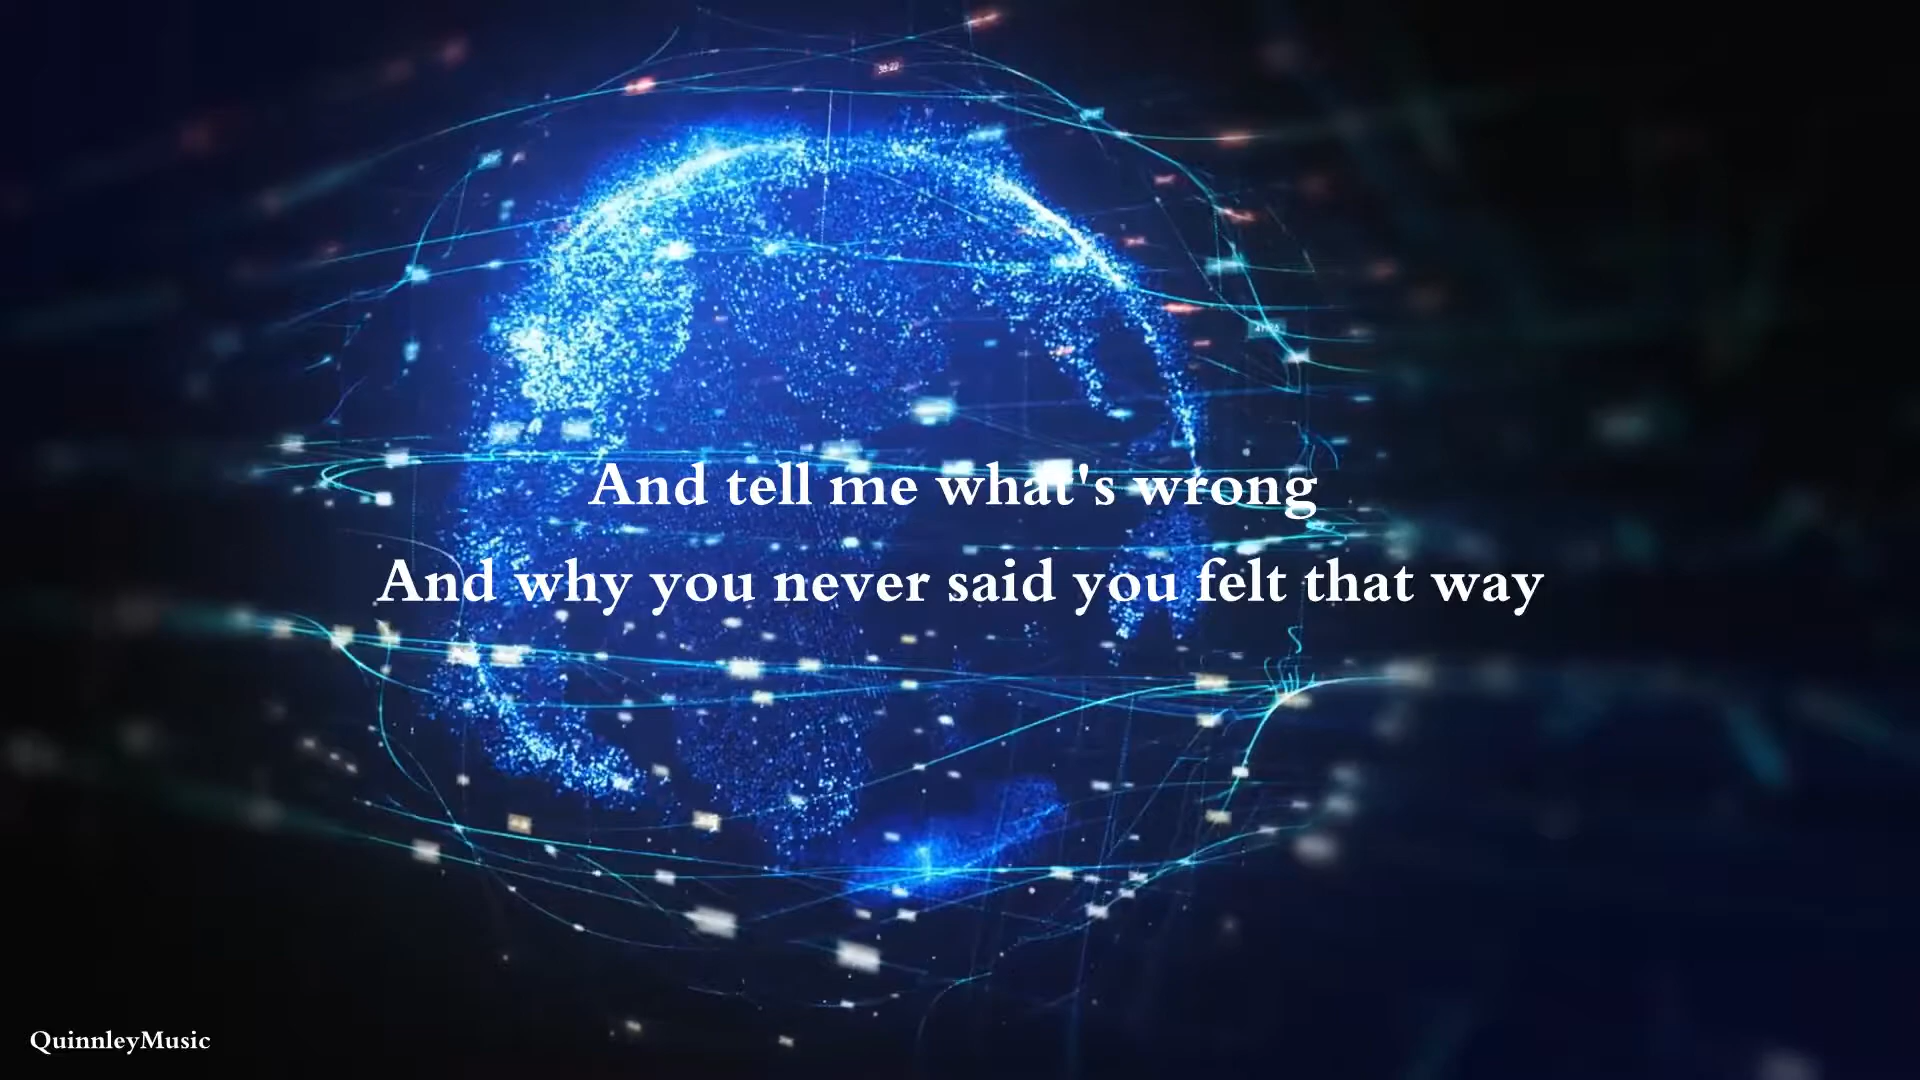 And tell me what's wrong
And why you never said you felt that way
QuinnleyMusic